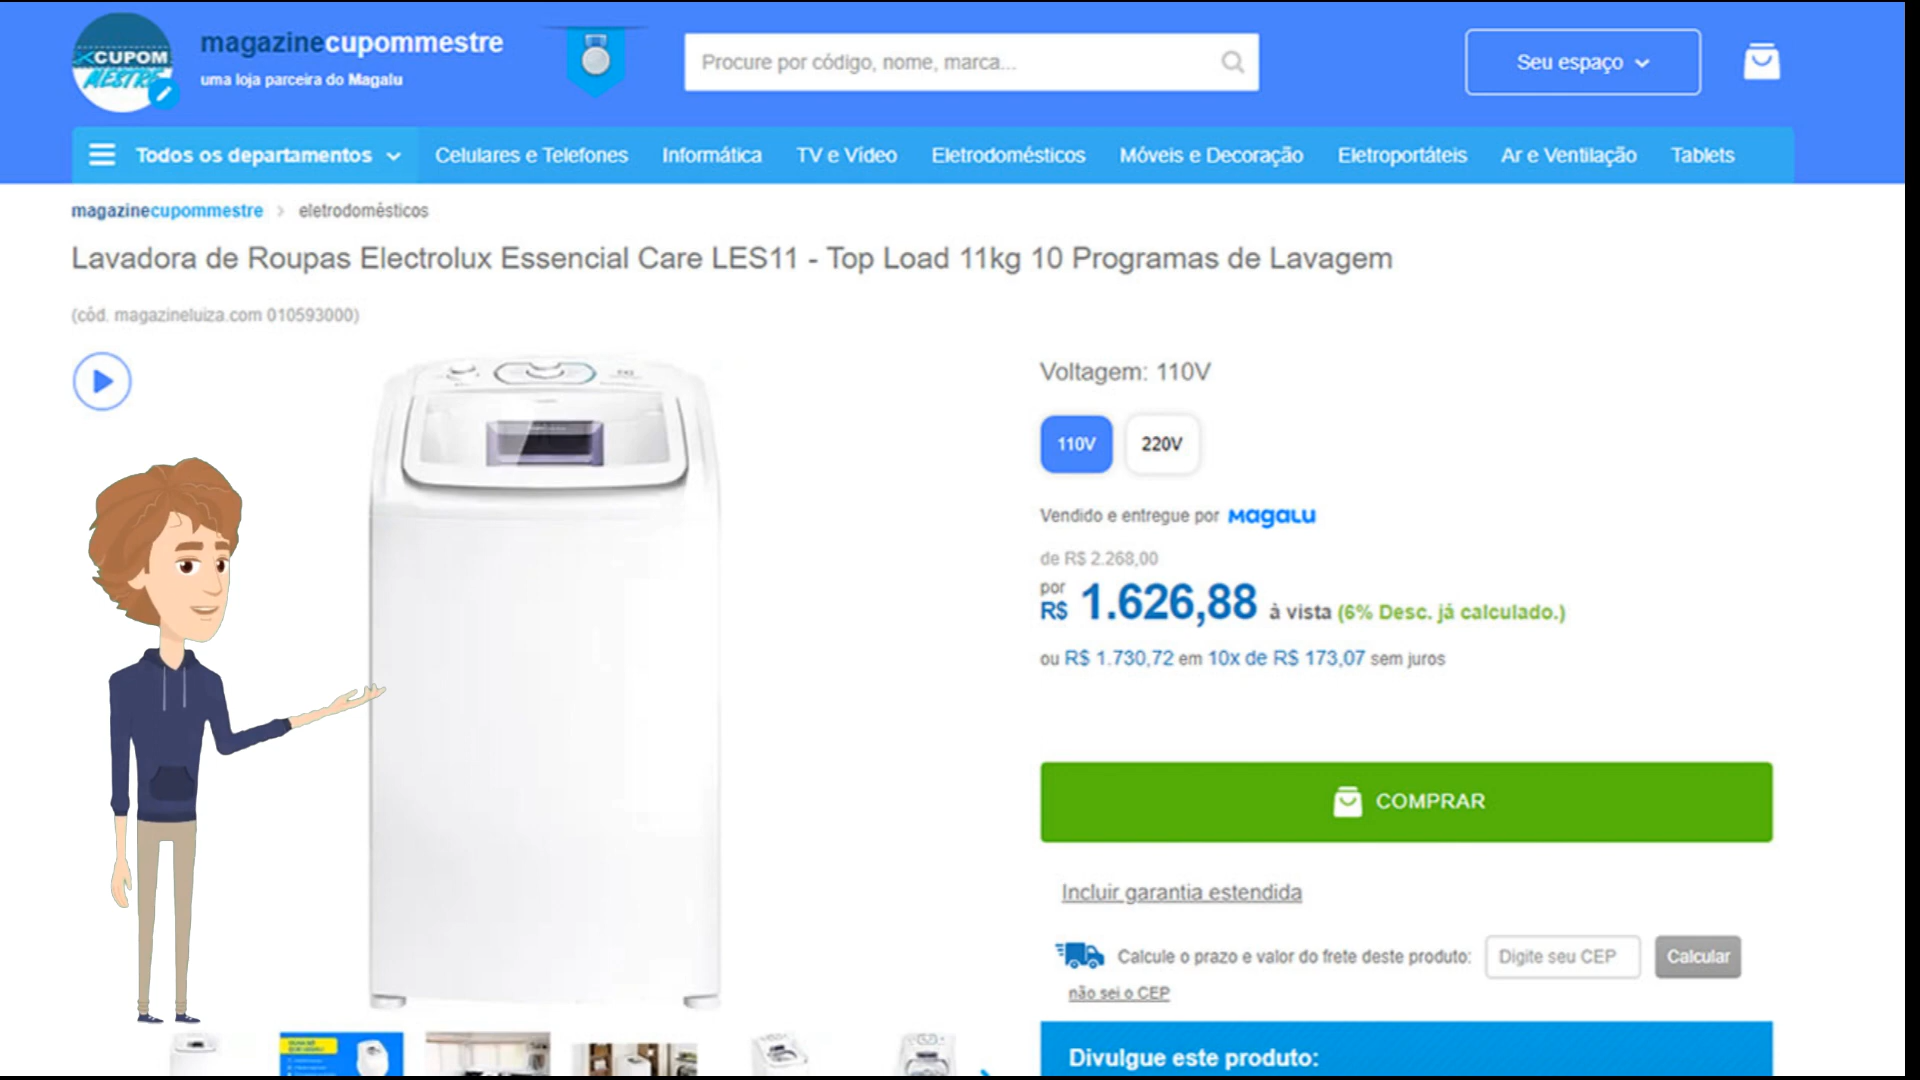 CUPOM
MESTRE
magazinecupommestre
uma loja parceira do Magalu
Procure por código, nome, marca...
Seu espaço
Todos os departamentos
Celulares e Telefones
Informática
TV e Vídeo
Eletrodomésticos
Móveis e Decoração
Eletroportáteis
Ar e Ventilação
Tablets
magazinecupommestre > eletrodomésticos
Lavadora de Roupas Electrolux Essencial Care LES11 - Top Load 11kg 10 Programas de Lavagem
(cód. magazineluiza.com 010593000)
Voltagem: 110V
110V
220V
Vendido e entregue por Magalu
de R$ 2.268,00
por
R$ 1.626,88 à vista (6% Desc. já calculado.)
ou R$ 1.730,72 em 10x de R$ 173,07 sem juros
COMPRAR
Incluir garantia estendida
Calcule o prazo e valor do frete deste produto:
Digite seu CEP
Calcular
não sei o CEP
Divulgue este produto: